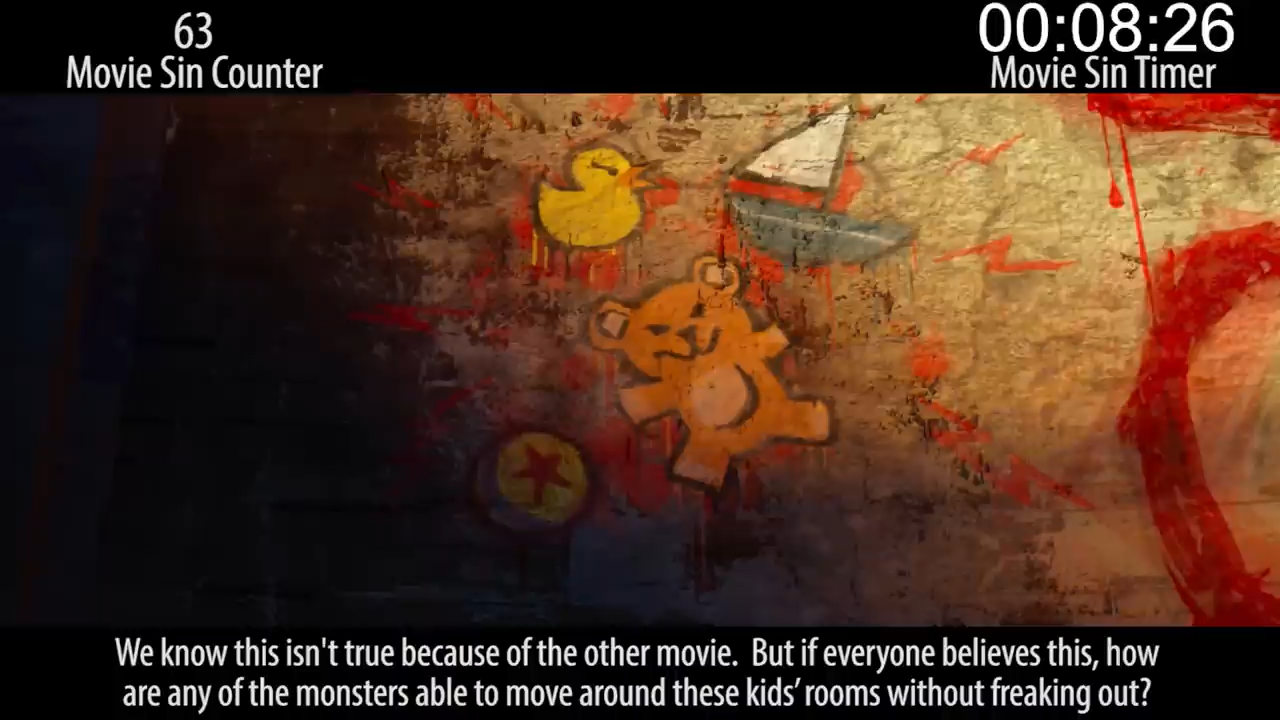 63
Movie Sin Counter
00:08:26
Movie Sin Timer
We know this isn't true because of the other movie.  But if everyone believes this, how
are any of the monsters able to move around these kids’ rooms without freaking out?